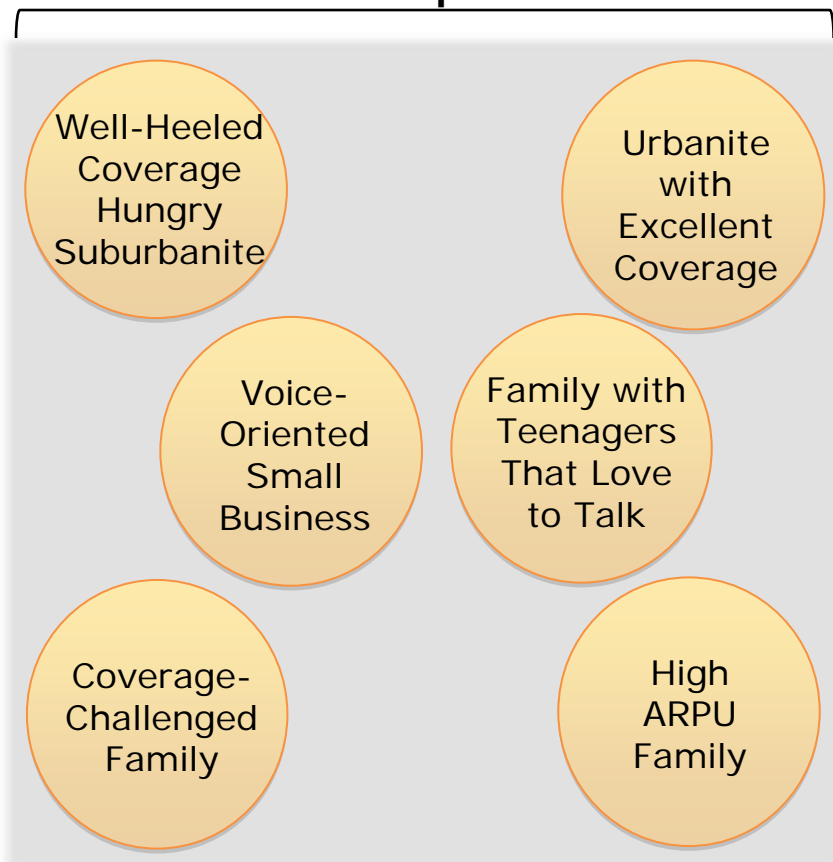 Well-Heeled
Coverage
Hungry
Suburbanite
Urbanite
with
Excellent
Coverage
Voice-
Oriented
Small
Business
Family with
Teenagers
That Love
to Talk
Coverage-
Challenged
Family
High
ARPU
Family